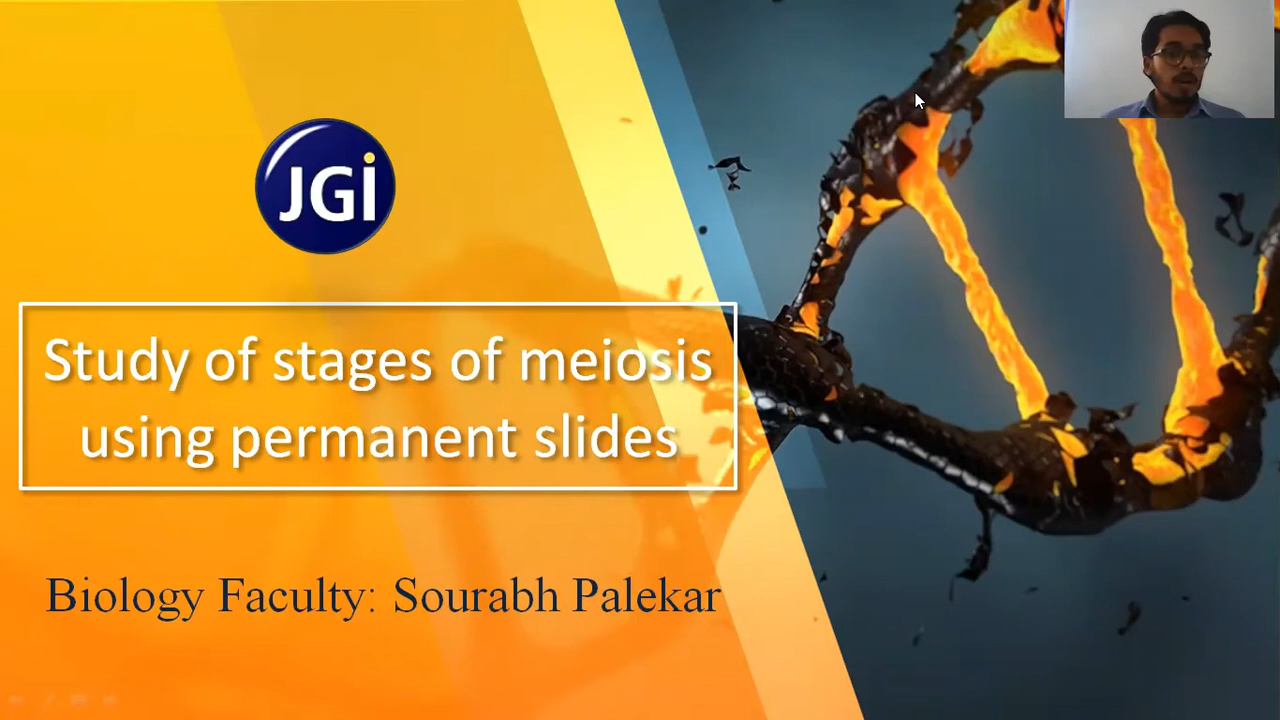 JGi
Study of stages of meiosis
using permanent slides
Biology Faculty: Sourabh Palekar